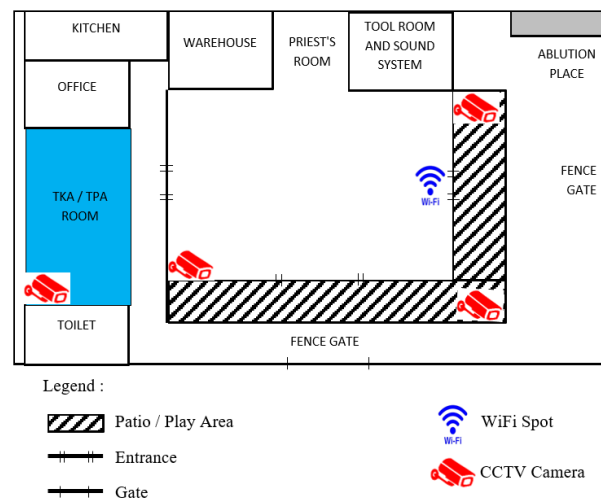 KITCHEN
WAREHOUSE
PRIEST'S
ROOM
TOOL ROOM
AND SOUND
SYSTEM
ABLUTION
PLACE
OFFICE
TKA / TPA
ROOM
Wi-Fi
FENCE
GATE
TOILET
FENCE GATE
Legend :
Patio / Play Area
Entrance
Gate
Wi-Fi
WiFi Spot
CCTV Camera